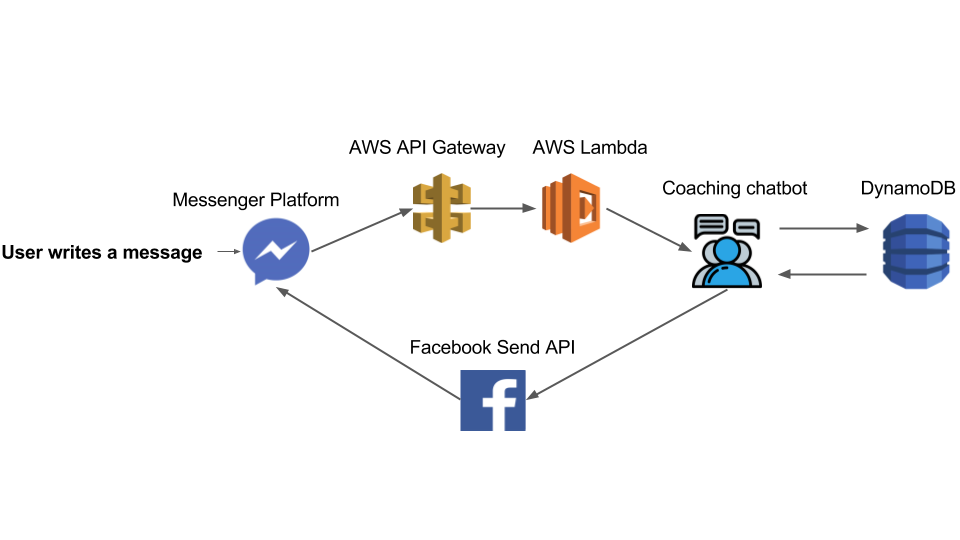 AWS API Gateway
AWS Lambda
Coaching chatbot
DynamoDB
Messenger Platform
User writes a message
Facebook Send API